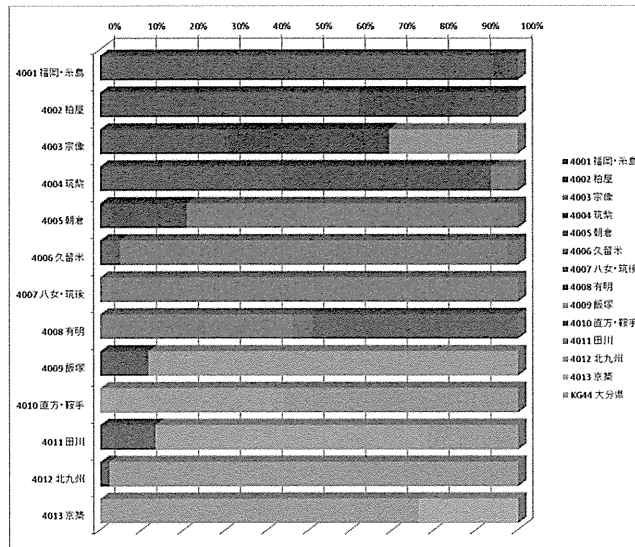 0% 10% 20% 30% 40% 50% 60% 70% 80% 90% 100%
4001 福岡・糸島
4002 粕屋
4003 宗像
4004 筑紫
4005 朝倉
4006 久留米
4007 八女・筑後
4008 有明
4009 飯塚
4010 直方・鞍手
4011 田川
4012 北九州
4013 京築
4001 福岡・糸島
4002 粕屋
4003 宗像
4004 筑紫
4005 朝倉
4006 久留米
4007 八女・筑後
4008 有明
4009 飯塚
4010 直方・鞍手
4011 田川
4012 北九州
4013 京築
KG44 大分県